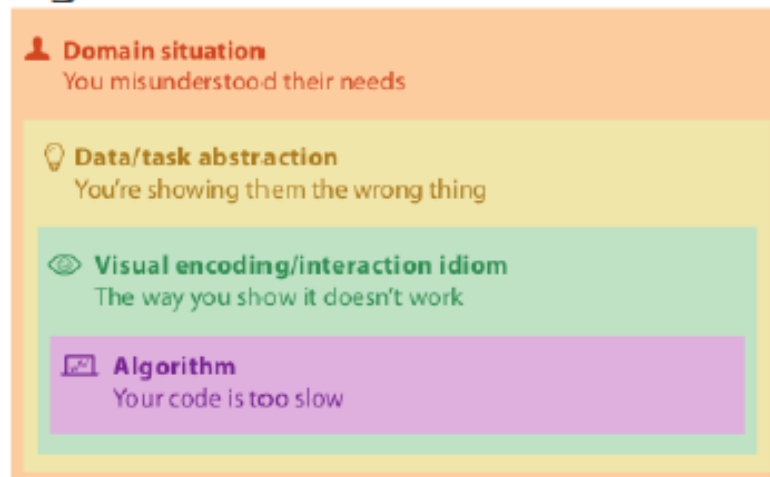 Domain situation
You misunderstood their needs
Data/task abstraction
You're showing them the wrong thing
Visual encoding/interaction idiom
The way you show it doesn't work
Algorithm
Your code is too slow